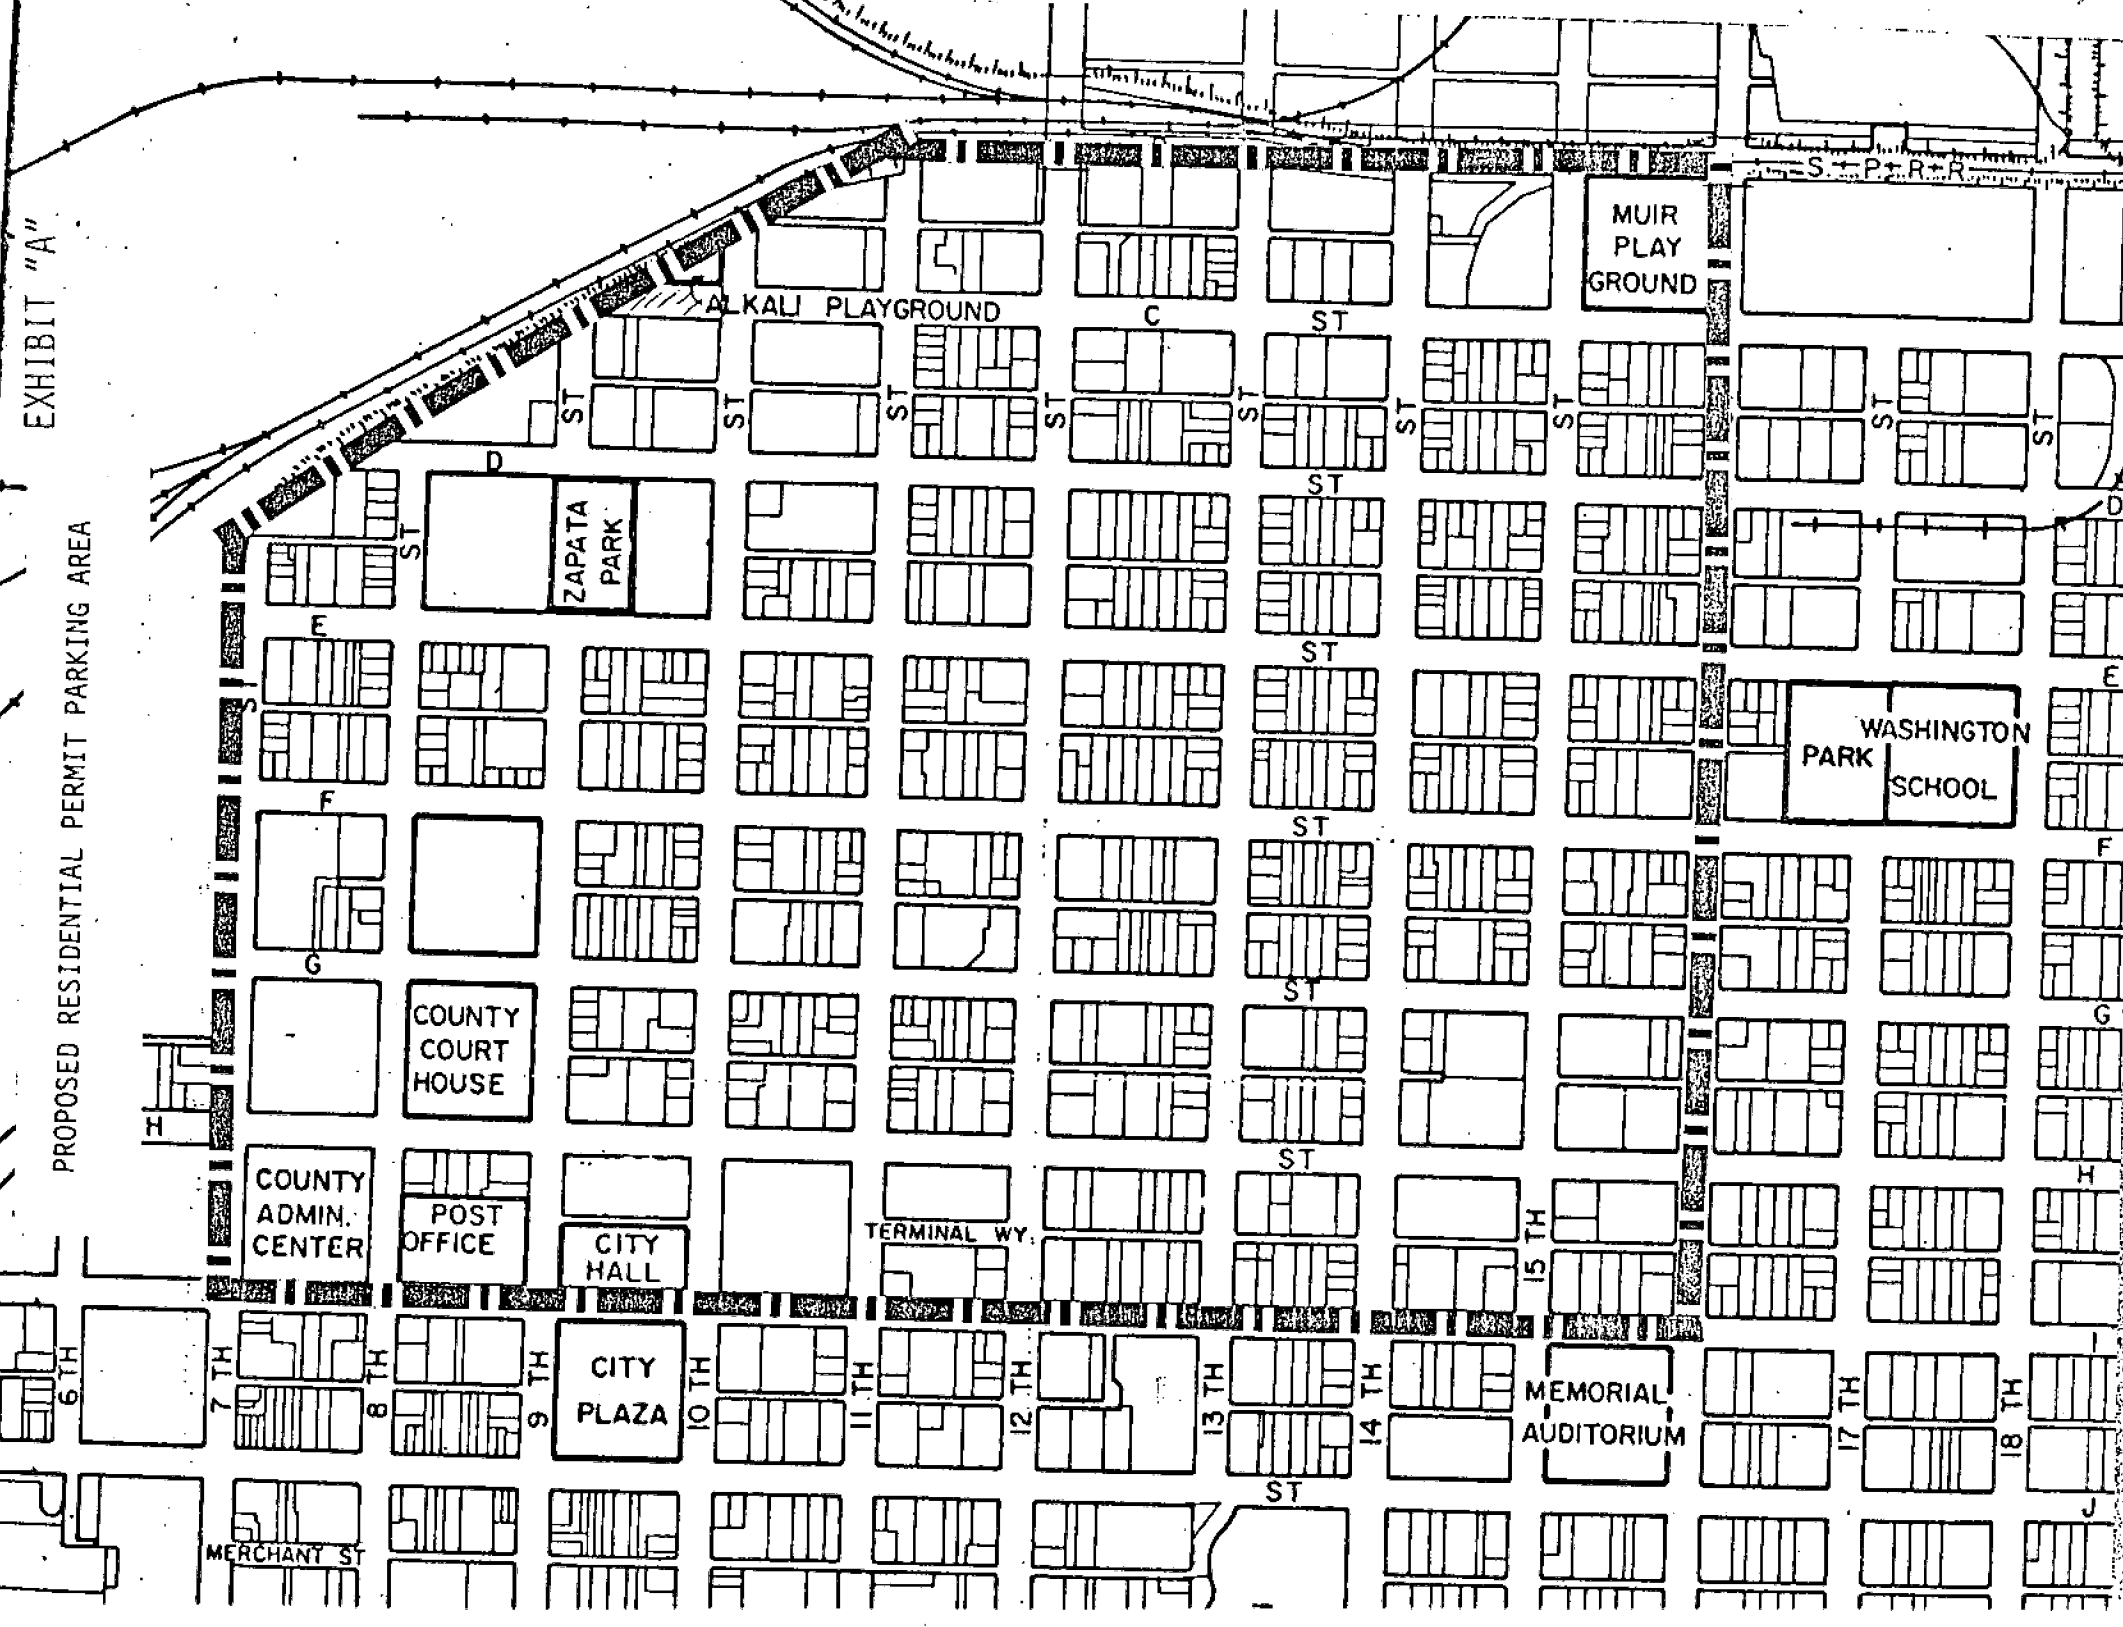 EXHIBIT "A"
PROPOSED RESIDENTIAL PERMIT PARKING AREA
S. P. R. R.
MUIR
PLAY
GROUND
ALKALI PLAYGROUND
C
ST
ST
ST
ST
ST
ST
ST
ST
ST
ST
D
ST
D
ST
ZAPATA
PARK
E
ST
E
ST
WASHINGTON
PARK
SCHOOL
F
ST
F
G
ST
G
COUNTY
COURT
HOUSE
H
ST
H
COUNTY
ADMIN.
CENTER
POST
OFFICE
CITY
HALL
TERMINAL WY.
15 TH
I
6 TH
7 TH
8 TH
9 TH
CITY
PLAZA
10 TH
11 TH
12 TH
13 TH
14 TH
MEMORIAL
AUDITORIUM
17 TH
18 TH
ST
J
MERCHANT ST